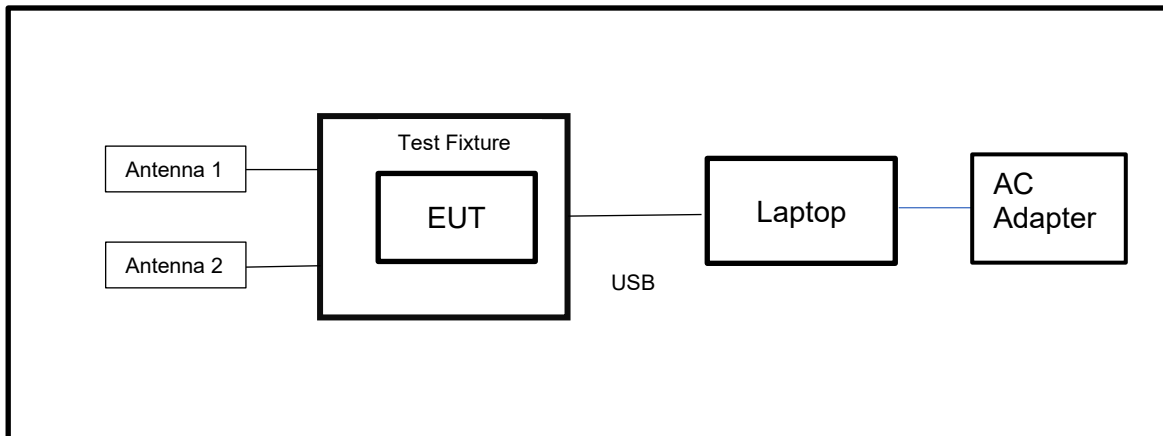 Test Fixture
Antenna 1
EUT
Laptop
AC
Adapter
Antenna 2
USB